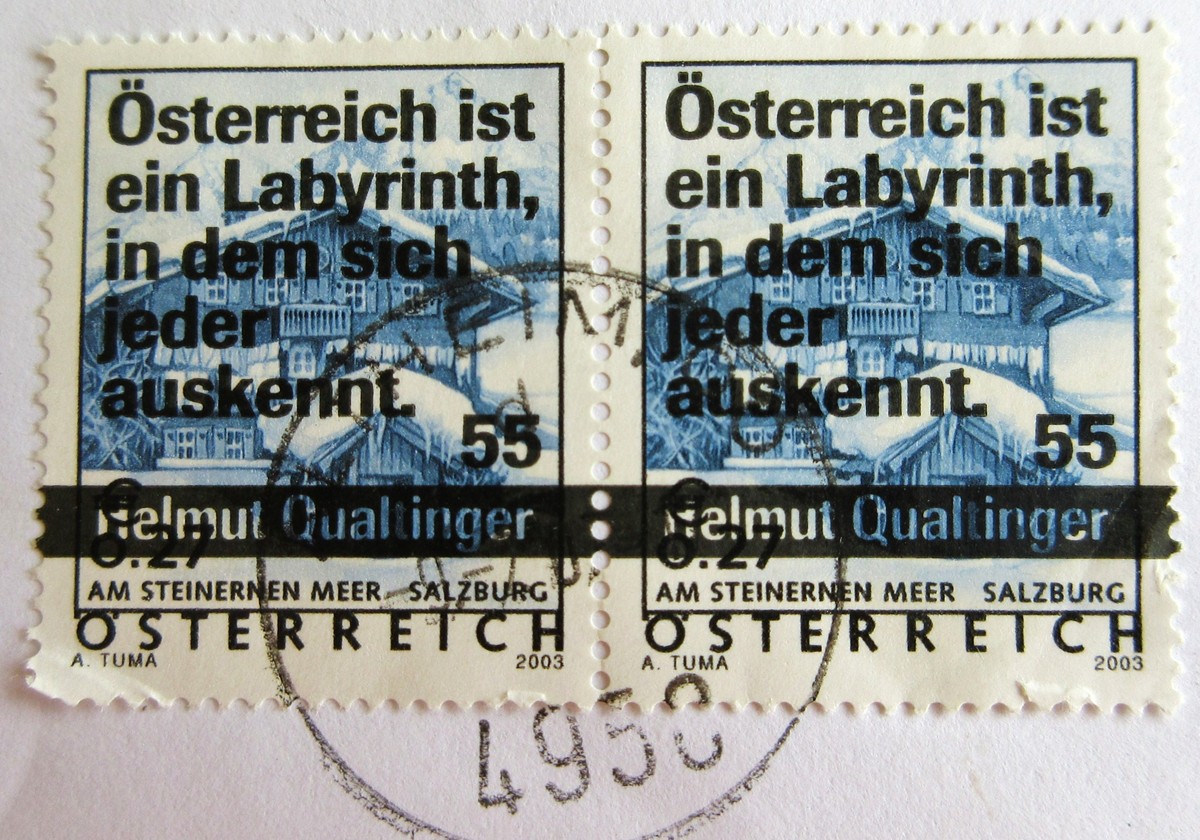 Österreich ist
ein Labyrinth,
in dem sich
jeder
auskennt.
55
€
Helmut Qualtinger
0.27
AM STEINERNEN MEER SALZBURG
ÖSTERREICH
A. TUMA 2003
Österreich ist
ein Labyrinth,
in dem sich
jeder
auskennt.
55
€
Helmut Qualtinger
0.27
AM STEINERNEN MEER SALZBURG
ÖSTERREICH
A. TUMA 2003
4950